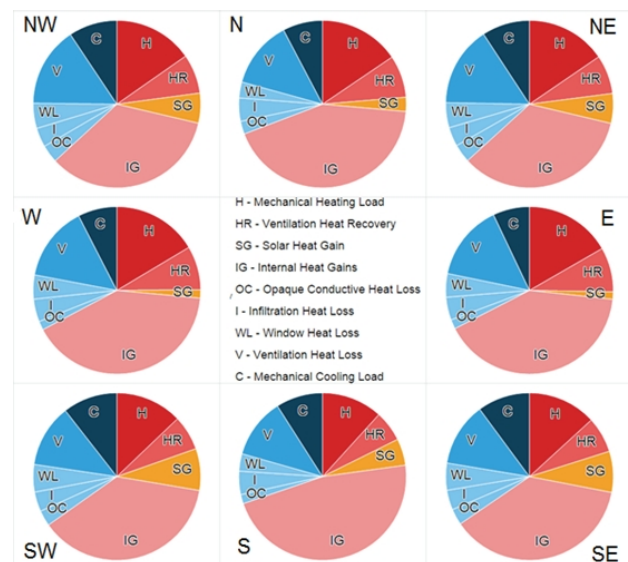 NW
C
H
HR
SG
IG
OC
I
WL
V
N
C
H
HR
SG
IG
OC
I
WL
V
NE
C
H
HR
SG
IG
OC
I
WL
V
W
C
H
HR
SG
IG
OC
I
WL
V
H - Mechanical Heating Load
HR - Ventilation Heat Recovery
SG - Solar Heat Gain
IG - Internal Heat Gains
OC - Opaque Conductive Heat Loss
I - Infiltration Heat Loss
WL - Window Heat Loss
V - Ventilation Heat Loss
C - Mechanical Cooling Load
E
C
H
HR
SG
IG
OC
I
WL
V
SW
C
H
HR
SG
IG
OC
I
WL
V
S
C
H
HR
SG
IG
OC
I
WL
V
SE
C
H
HR
SG
IG
OC
I
WL
V